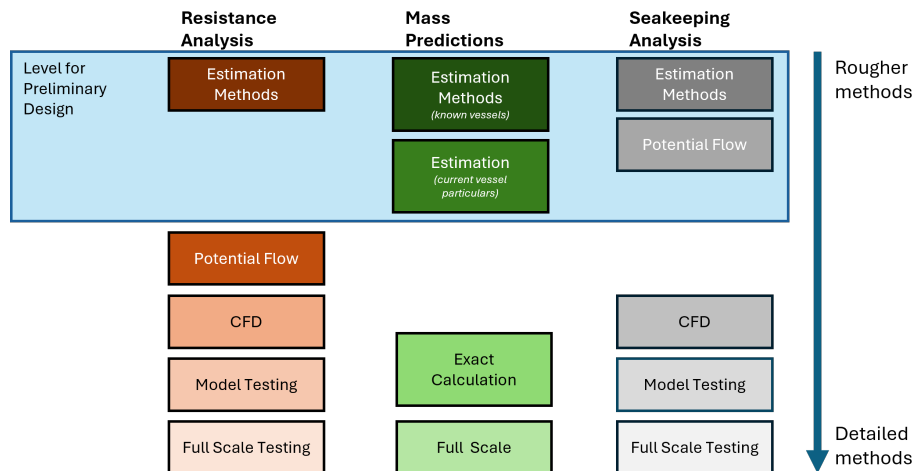 Resistance
Analysis
Mass
Predictions
Seakeeping
Analysis
Level for
Preliminary
Design
Estimation
Methods
Estimation
Methods
(known vessels)
Estimation
(current vessel
particulars)
Estimation
Methods
Potential Flow
Rougher
methods
Potential Flow
CFD
Model Testing
Full Scale Testing
Exact
Calculation
Full Scale
CFD
Model Testing
Full Scale Testing
Detailed
methods